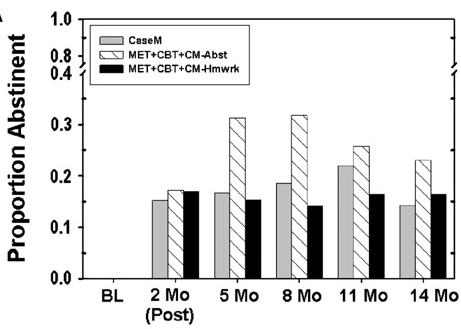 Proportion Abstinent
1.0
0.8
0.4
0.3
0.2
0.1
0.0
CaseM
MET+CBT+CM-Abst
MET+CBT+CM-Hmwrk
BL 2 Mo 5 Mo 8 Mo 11 Mo 14 Mo
(Post)